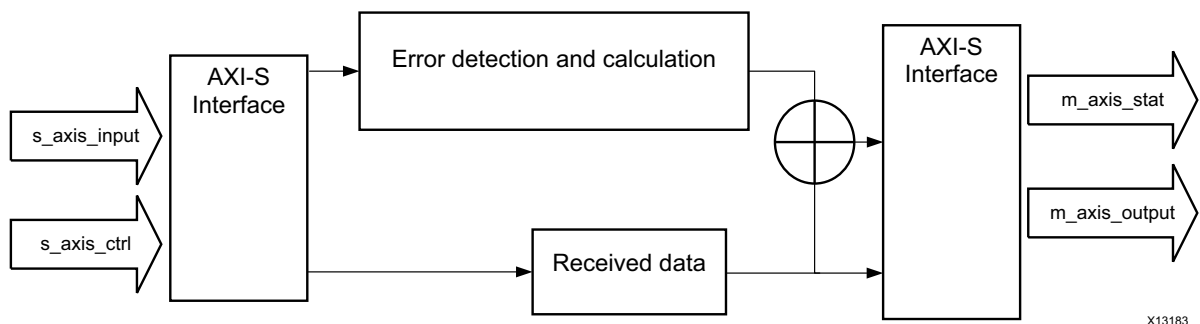 AXI-S
Interface
s_axis_input
s_axis_ctrl
Error detection and calculation
Received data
AXI-S
Interface
m_axis_stat
m_axis_output
X13183